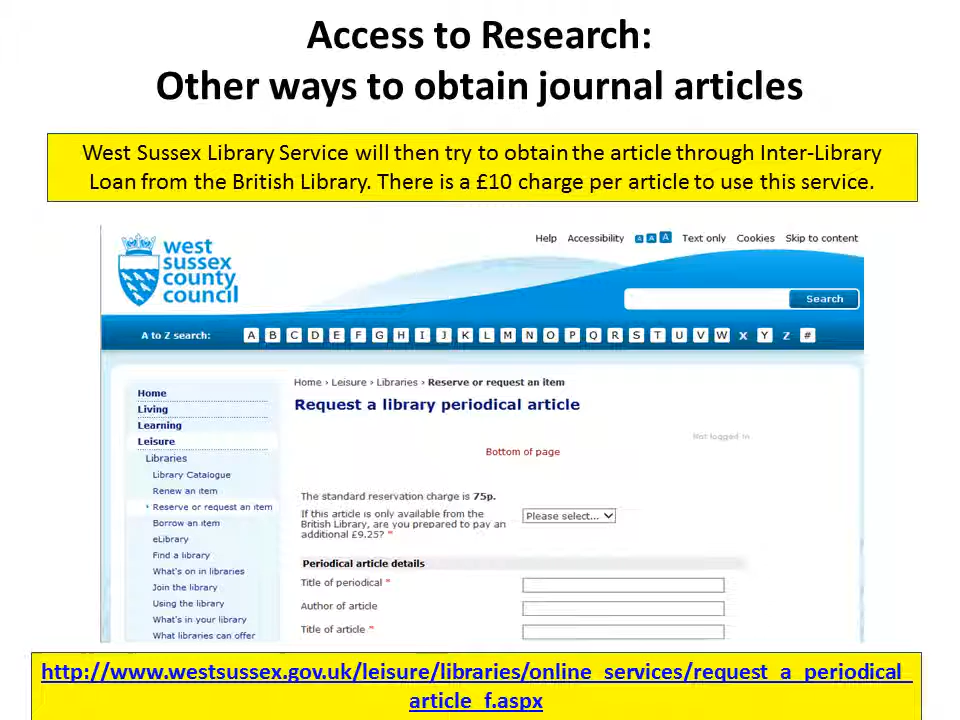 Access to Research:
Other ways to obtain journal articles
West Sussex Library Service will then try to obtain the article through Inter-Library
Loan from the British Library. There is a £10 charge per article to use this service.
west
sussex
county
council
Help Accessibility A A A Text only Cookies Skip to content
Search
A to Z search: A B C D E F G H I J K L M N O P Q R S T U V W X Y Z #
Home › Leisure › Libraries › Reserve or request an item
Request a library periodical article
Not logged in
Bottom of page
Home
Living
Learning
Leisure
Libraries
Library Catalogue
Renew an item
Reserve or request an item
Borrow an item
eLibrary
Find a library
What's on in libraries
Join the library
Using the library
What's in your library
What libraries can offer
The standard reservation charge is 75p.
If this article is only available from the
British Library, are you prepared to pay an
additional £9.25? *
Please select...
Periodical article details
Title of periodical *
Author of article
Title of article *
http://www.westsussex.gov.uk/leisure/libraries/online_services/request_a_periodical_
article_f.aspx